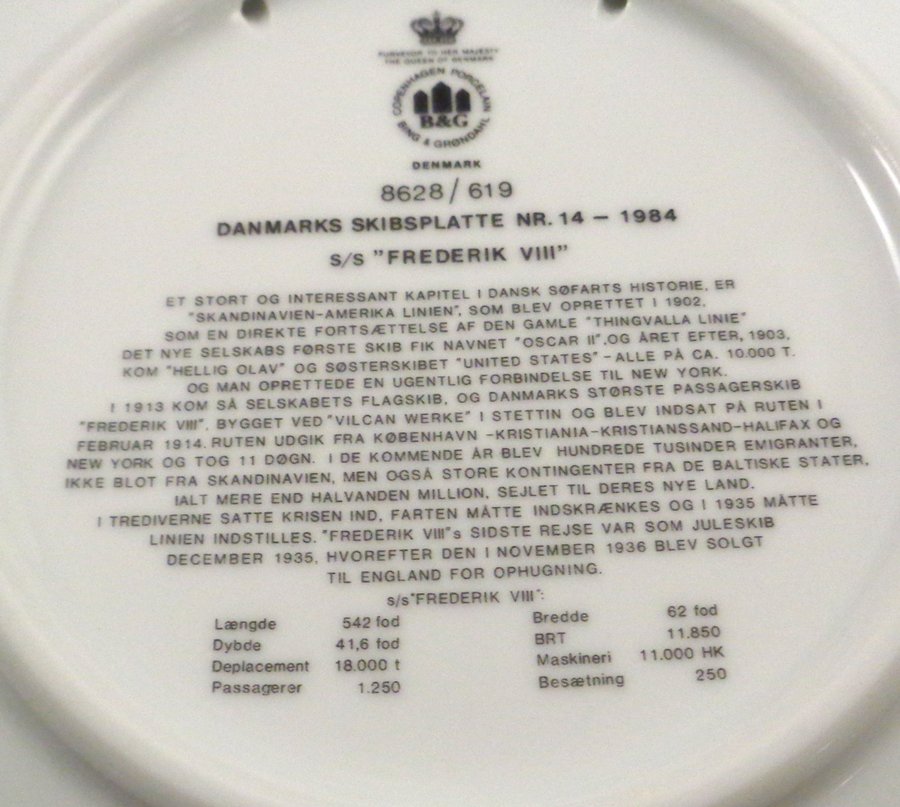 PURVEYOR TO HER MAJESTY
THE QUEEN OF DENMARK
COPENHAGEN PORCELAIN
B&G
BING & GRØNDAHL
DENMARK
8628/619
DANMARKS SKIBSPLATTE NR. 14 - 1984
s/s "FREDERIK VIII"
ET STORT OG INTERESSANT KAPITEL I DANSK SØFARTS HISTORIE, ER
"SKANDINAVIEN-AMERIKA LINIEN", SOM BLEV OPRETTET I 1902,
SOM EN DIREKTE FORTSÆTTELSE AF DEN GAMLE "THINGVALLA LINIE"
DET NYE SELSKABS FØRSTE SKIB FIK NAVNET "OSCAR II".OG ÅRET EFTER, 1903,
KOM "HELLIG OLAV" OG SØSTERSKIBET "UNITED STATES" - ALLE PÅ CA. 10.000 T.
OG MAN OPRETTEDE EN UGENTLIG FORBINDELSE TIL NEW YORK.
I 1913 KOM SÅ SELSKABETS FLAGSKIB, OG DANMARKS STØRSTE PASSAGERSKIB
"FREDERIK VIII", BYGGET VED "VILCAN WERKE" I STETTIN OG BLEV INDSAT PÅ RUTEN I
FEBRUAR 1914. RUTEN UDGIK FRA KØBENHAVN -KRISTIANIA-KRISTIANSSAND-HALIFAX OG
NEW YORK OG TOG 11 DØGN. I DE KOMMENDE ÅR BLEV HUNDREDE TUSINDER EMIGRANTER,
IKKE BLOT FRA SKANDINAVIEN, MEN OGSÅ STORE KONTINGENTER FRA DE BALTISKE STATER,
IALT MERE END HALVANDEN MILLION, SEJLET TIL DERES NYE LAND.
I TREDIVERNE SATTE KRISEN IND, FARTEN MÅTTE INDSKRÆNKES OG I 1935 MÅTTE
LINIEN INDSTILLES. "FREDERIK VIII"s SIDSTE REJSE VAR SOM JULESKIB
DECEMBER 1935, HVOREFTER DEN I NOVEMBER 1936 BLEV SOLGT
TIL ENGLAND FOR OPHUGNING.
s/s"FREDERIK VIII":
Længde 542 fod Bredde 62 fod
Dybde 41,6 fod BRT 11.850
Deplacement 18.000 t Maskineri 11.000 HK
Passagerer 1.250 Besætning 250